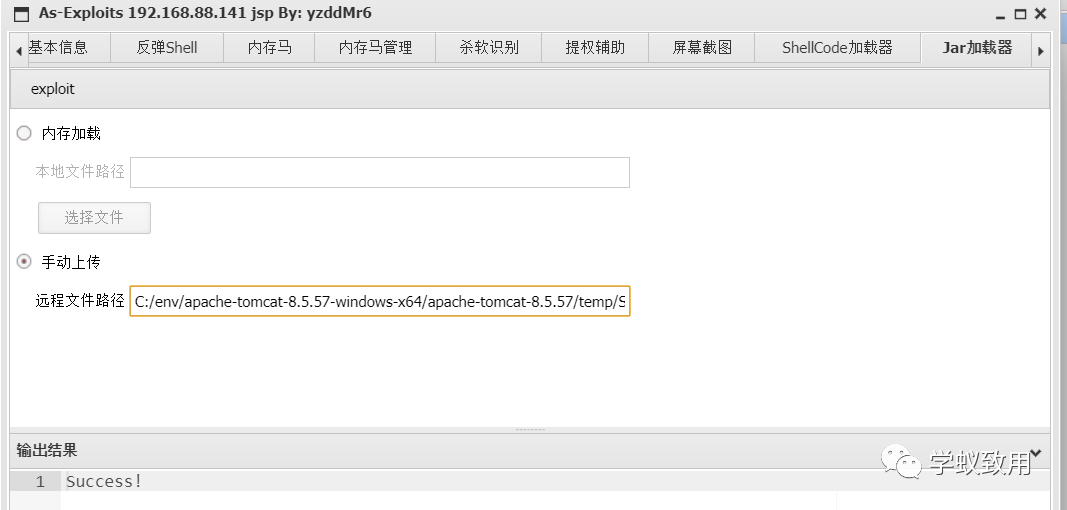 As-Exploits 192.168.88.141 jsp By: yzddMr6
基本信息 反弹Shell 内存马 内存马管理 杀软识别 提权辅助 屏幕截图 ShellCode加载器 Jar加载器
exploit
内存加载
本地文件路径
选择文件
手动上传
远程文件路径 C:/env/apache-tomcat-8.5.57-windows-x64/apache-tomcat-8.5.57/temp/S
输出结果
学蚁致用
1 Success!